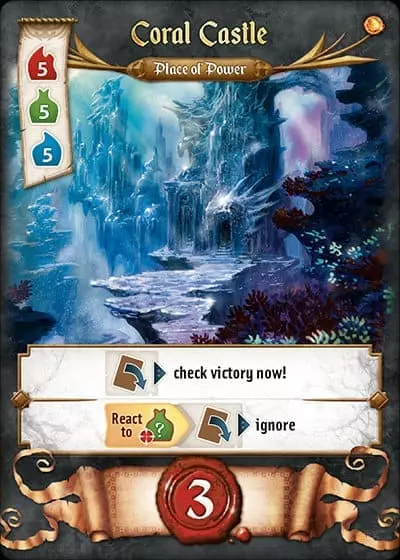 Coral Castle
Place of Power
5
5
5
check victory now!
React
to
?
ignore
3